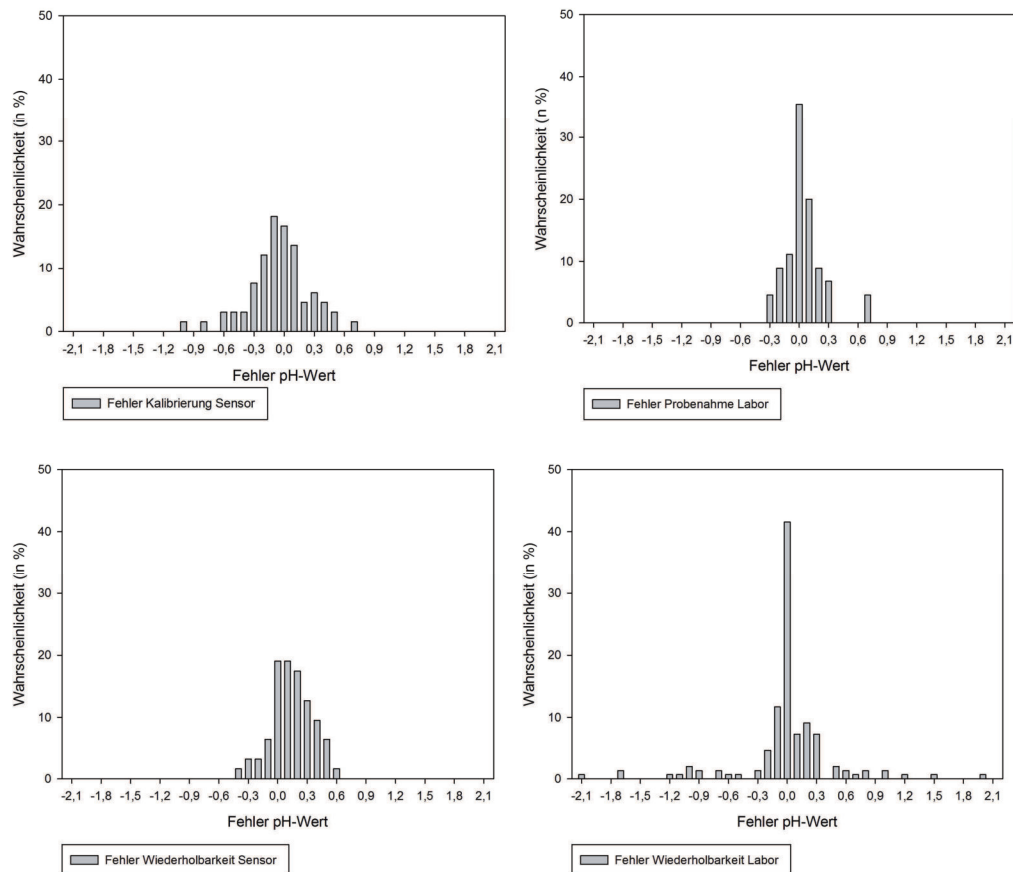 50
40
30
20
10
0
Wahrscheinlichkeit (in %)
-2,1 -1,8 -1,5 -1,2 -0,9 -0,6 -0,3 0,0 0,3 0,6 0,9 1,2 1,5 1,8 2,1
Fehler pH-Wert
Fehler Kalibrierung Sensor
50
40
30
20
10
0
Wahrscheinlichkeit (n %)
-2,1 -1,8 -1,5 -1,2 -0,9 -0,6 -0,3 0,0 0,3 0,6 0,9 1,2 1,5 1,8 2,1
Fehler pH-Wert
Fehler Probenahme Labor
50
40
30
20
10
0
Wahrscheinlichkeit (in %)
-2,1 -1,8 -1,5 -1,2 -0,9 -0,6 -0,3 0,0 0,3 0,6 0,9 1,2 1,5 1,8 2,1
Fehler pH-Wert
Fehler Wiederholbarkeit Sensor
50
40
30
20
10
0
Wahrscheinlichkeit (in %)
-2,1 -1,8 -1,5 -1,2 -0,9 -0,6 -0,3 0,0 0,3 0,6 0,9 1,2 1,5 1,8 2,1
Fehler pH-Wert
Fehler Wiederholbarkeit Labor